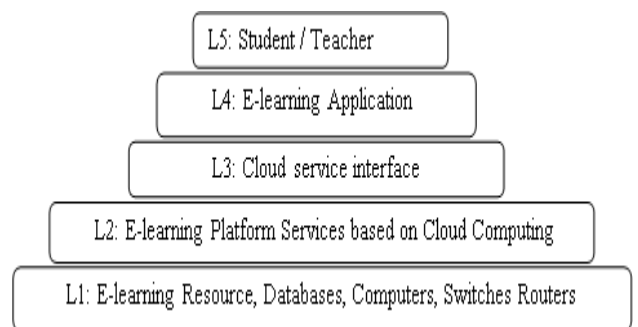 L5: Student / Teacher
L4: E-learning Application
L3: Cloud service interface
L2: E-learning Platform Services based on Cloud Computing
L1: E-learning Resource, Databases, Computers, Switches Routers